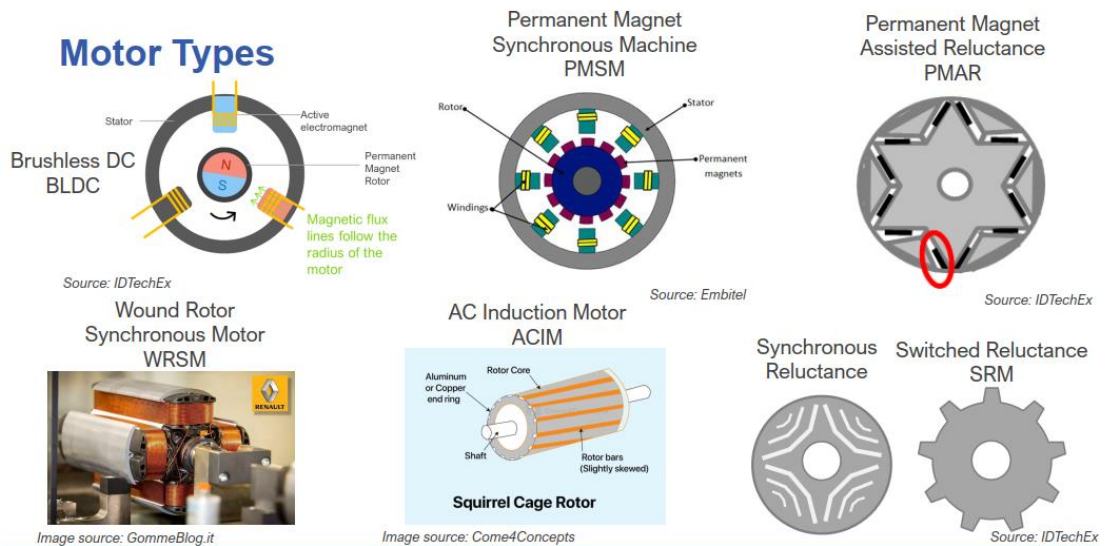 Motor Types
Stator
Active
electromagnet
Brushless DC
BLDC
N
S
Permanent
Magnet
Rotor
Magnetic flux
lines follow the
radius of the
motor
Source: IDTechEx
Permanent Magnet
Synchronous Machine
PMSM
Rotor
Stator
Permanent
magnets
Windings
Source: Embitel
Permanent Magnet
Assisted Reluctance
PMAR
Source: IDTechEx
Wound Rotor
Synchronous Motor
WRSM
RENAULT
Image source: GommeBlog.it
AC Induction Motor
ACIM
Aluminum
or Copper
end ring
Rotor Core
Shaft
Rotor bars
(Slightly skewed)
Squirrel Cage Rotor
Image source: Come4Concepts
Synchronous
Reluctance
Switched Reluctance
SRM
Source: IDTechEx